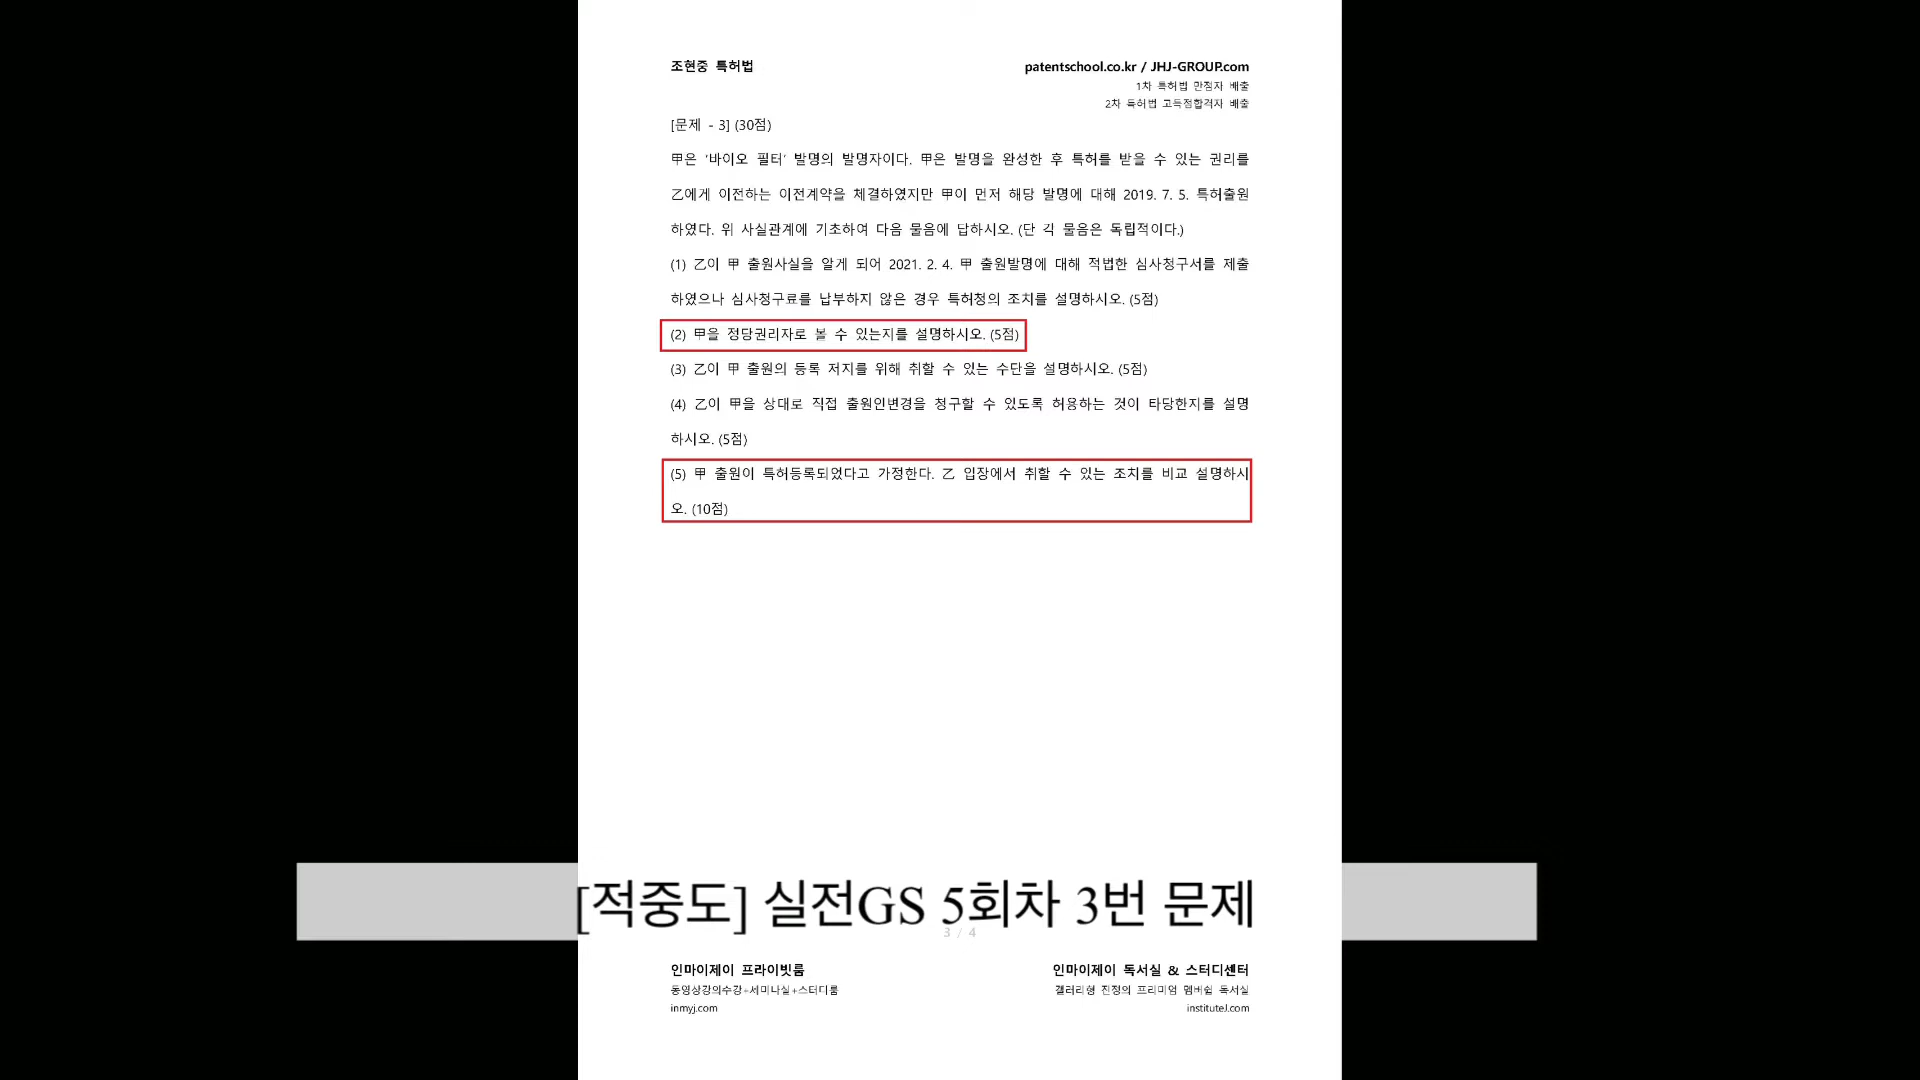 조현중 특허법
patentschool.co.kr / JHJ-GROUP.com
1차 특허법 만점자 배출
2차 특허법 고득점합격자 배출
[문제 - 3] (30점)
甲은 ‘바이오 필터’ 발명의 발명자이다. 甲은 발명을 완성한 후 특허를 받을 수 있는 권리를
乙에게 이전하는 이전계약을 체결하였지만 甲이 먼저 해당 발명에 대해 2019. 7. 5. 특허출원
하였다. 위 사실관계에 기초하여 다음 물음에 답하시오. (단 각 물음은 독립적이다.)
(1) 乙이 甲 출원사실을 알게 되어 2021. 2. 4. 甲 출원발명에 대해 적법한 심사청구서를 제출
하였으나 심사청구료를 납부하지 않은 경우 특허청의 조치를 설명하시오. (5점)
(2) 甲을 정당권리자로 볼 수 있는지를 설명하시오. (5점)
(3) 乙이 甲 출원의 등록 저지를 위해 취할 수 있는 수단을 설명하시오. (5점)
(4) 乙이 甲을 상대로 직접 출원인변경을 청구할 수 있도록 허용하는 것이 타당한지를 설명
하시오. (5점)
(5) 甲 출원이 특허등록되었다고 가정한다. 乙 입장에서 취할 수 있는 조치를 비교 설명하시
오. (10점)
[적중도] 실전GS 5회차 3번 문제
3 / 4
인마이제이 프라이빗룸
인마이제이 독서실 & 스터디센터
동영상강의수강+세미나실+스터디룸
갤러리형 진정의 프리미엄 멤버쉽 독서실
inmyj.com
instituteJ.com